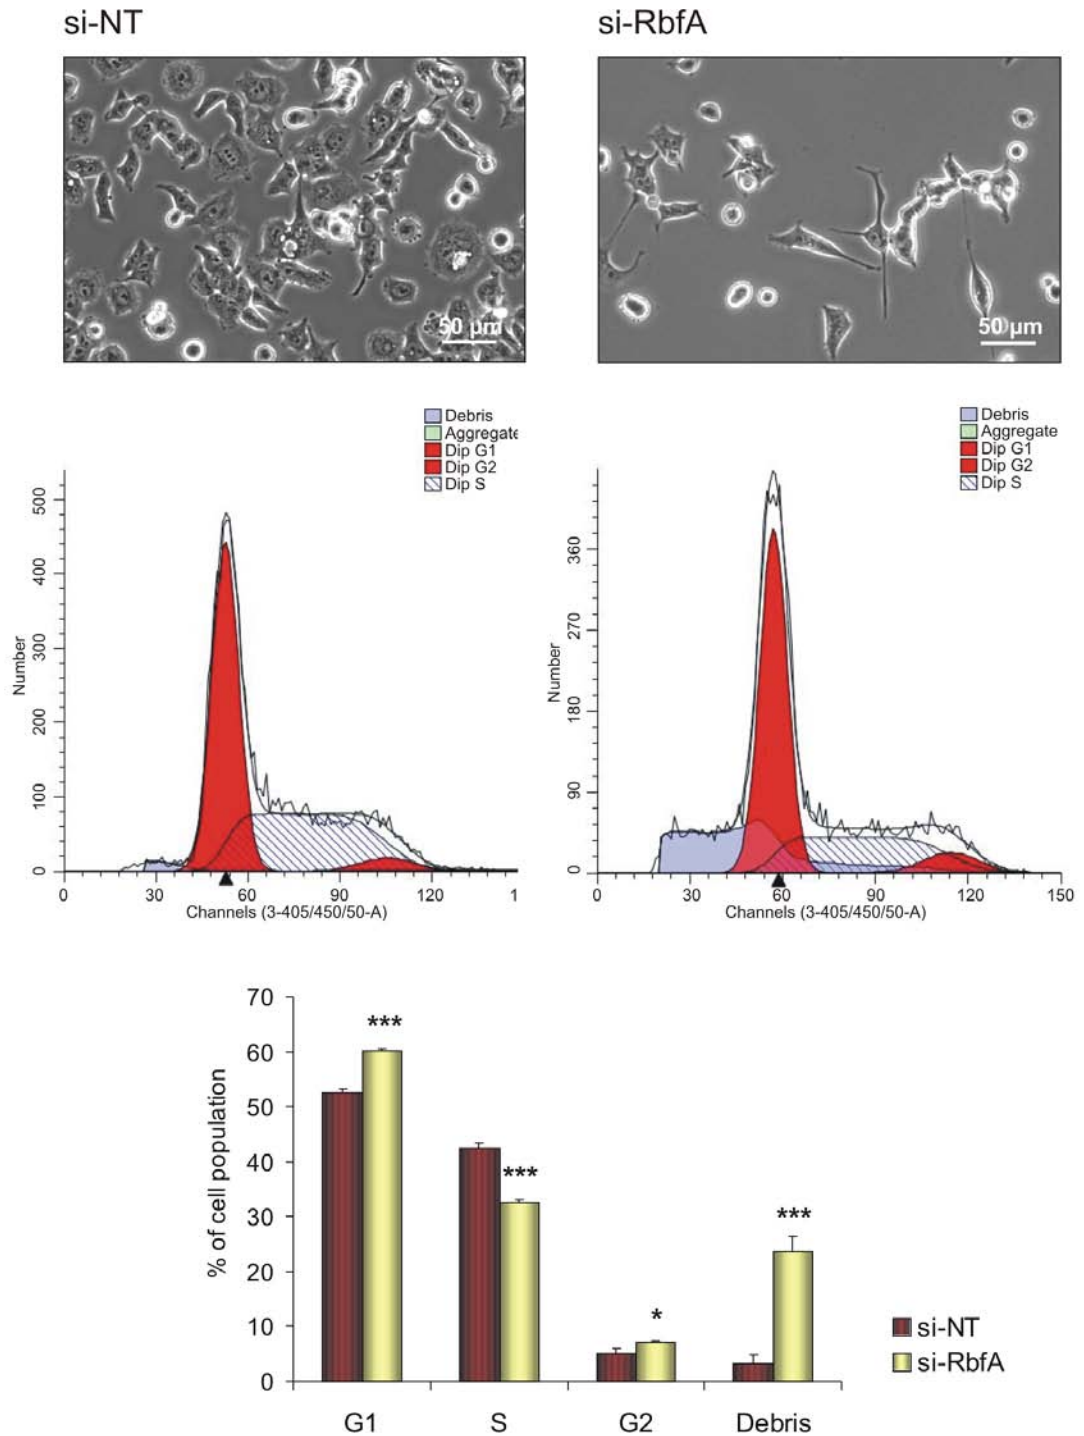 si-NT
si-RbfA
50 µm
50 µm
Debris
Aggregate
Dip G1
Dip G2
Dip S
Number
500
400
300
200
100
0
0 30 60 90 120 1
Channels (3-405/450/50-A)
Debris
Aggregate
Dip G1
Dip G2
Dip S
Number
360
270
180
90
0
0 30 60 90 120 150
Channels (3-405/450/50-A)
% of cell population
70
60
50
40
30
20
10
0
***
***
*
***
G1 S G2 Debris
si-NT
si-RbfA